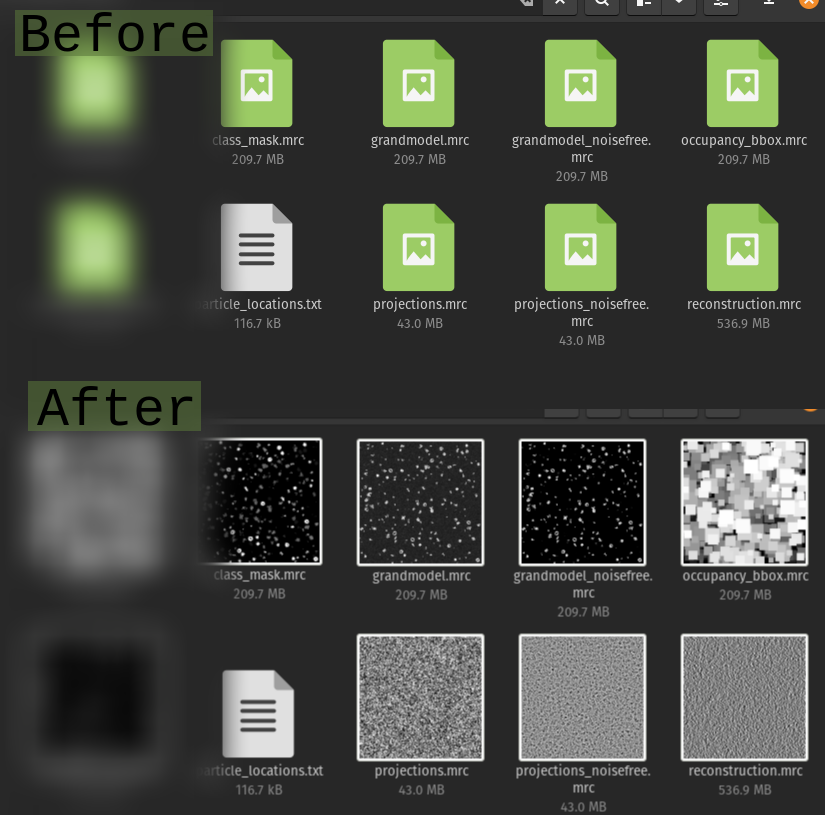 Before
class_mask.mrc
209.7 MB
grandmodel.mrc
209.7 MB
grandmodel_noisefree.
mrc
209.7 MB
occupancy_bbox.mrc
209.7 MB
article_locations.txt
116.7 kB
projections.mrc
43.0 MB
projections_noisefree.
mrc
43.0 MB
reconstruction.mrc
536.9 MB
After
class_mask.mrc
209.7 MB
grandmodel.mrc
209.7 MB
grandmodel_noisefree.
mrc
209.7 MB
occupancy_bbox.mrc
209.7 MB
article_locations.txt
116.7 kB
projections.mrc
43.0 MB
projections_noisefree.
mrc
43.0 MB
reconstruction.mrc
536.9 MB